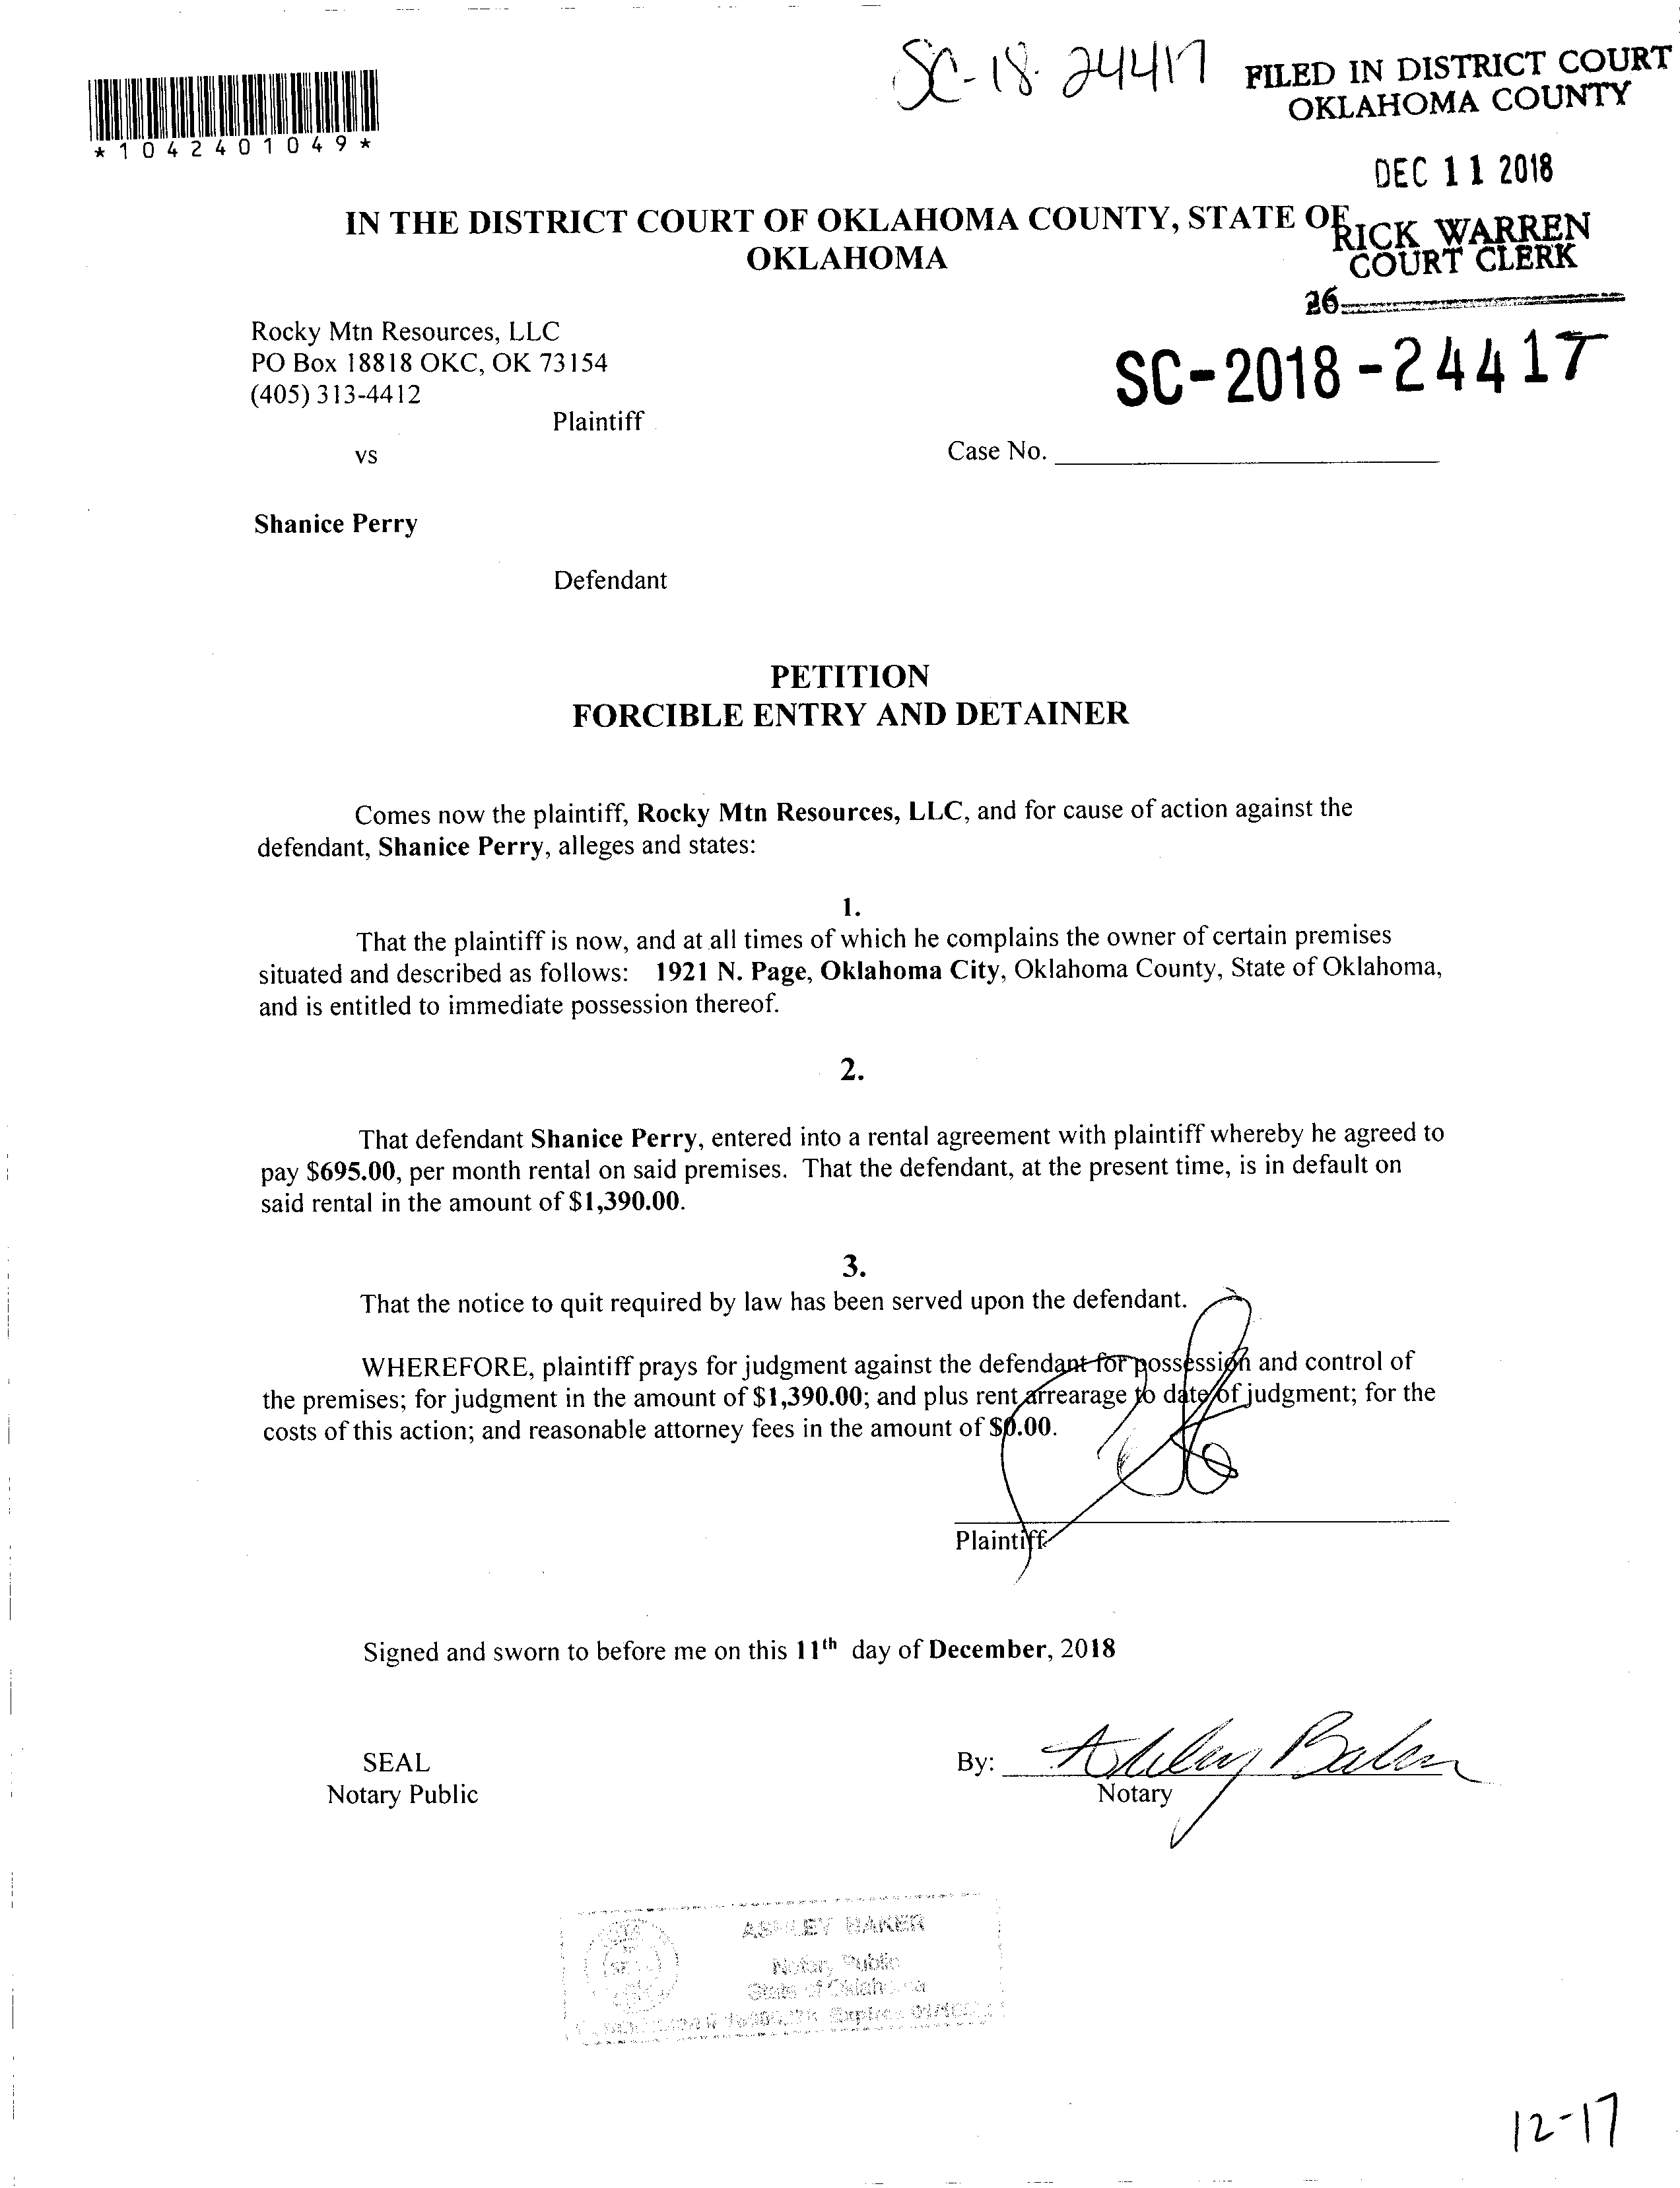 SC-18-24417
FILED IN DISTRICT COURT
OKLAHOMA COUNTY
*1042401049*
DEC 11 2018
IN THE DISTRICT COURT OF OKLAHOMA COUNTY, STATE OF
OKLAHOMA
RICK WARREN
COURT CLERK
26
Rocky Mtn Resources, LLC
PO Box 18818 OKC, OK 73154
(405) 313-4412
SC-2018-24417
Plaintiff
vs
Case No.
Shanice Perry
Defendant
PETITION
FORCIBLE ENTRY AND DETAINER
Comes now the plaintiff, Rocky Mtn Resources, LLC, and for cause of action against the
defendant, Shanice Perry, alleges and states:
1.
That the plaintiff is now, and at all times of which he complains the owner of certain premises
situated and described as follows: 1921 N. Page, Oklahoma City, Oklahoma County, State of Oklahoma,
and is entitled to immediate possession thereof.
2.
That defendant Shanice Perry, entered into a rental agreement with plaintiff whereby he agreed to
pay $695.00, per month rental on said premises. That the defendant, at the present time, is in default on
said rental in the amount of $1,390.00.
3.
That the notice to quit required by law has been served upon the defendant.
WHEREFORE, plaintiff prays for judgment against the defendant for possession and control of
the premises; for judgment in the amount of $1,390.00; and plus rent arrearage to date of judgment; for the
costs of this action; and reasonable attorney fees in the amount of $0.00.
Plaintiff
Signed and sworn to before me on this 11th day of December, 2018
SEAL
Notary Public
By: Ashley Baker
Notary
ASHLEY BAKER
Notary Public
State of Oklahoma
Expires
12-17